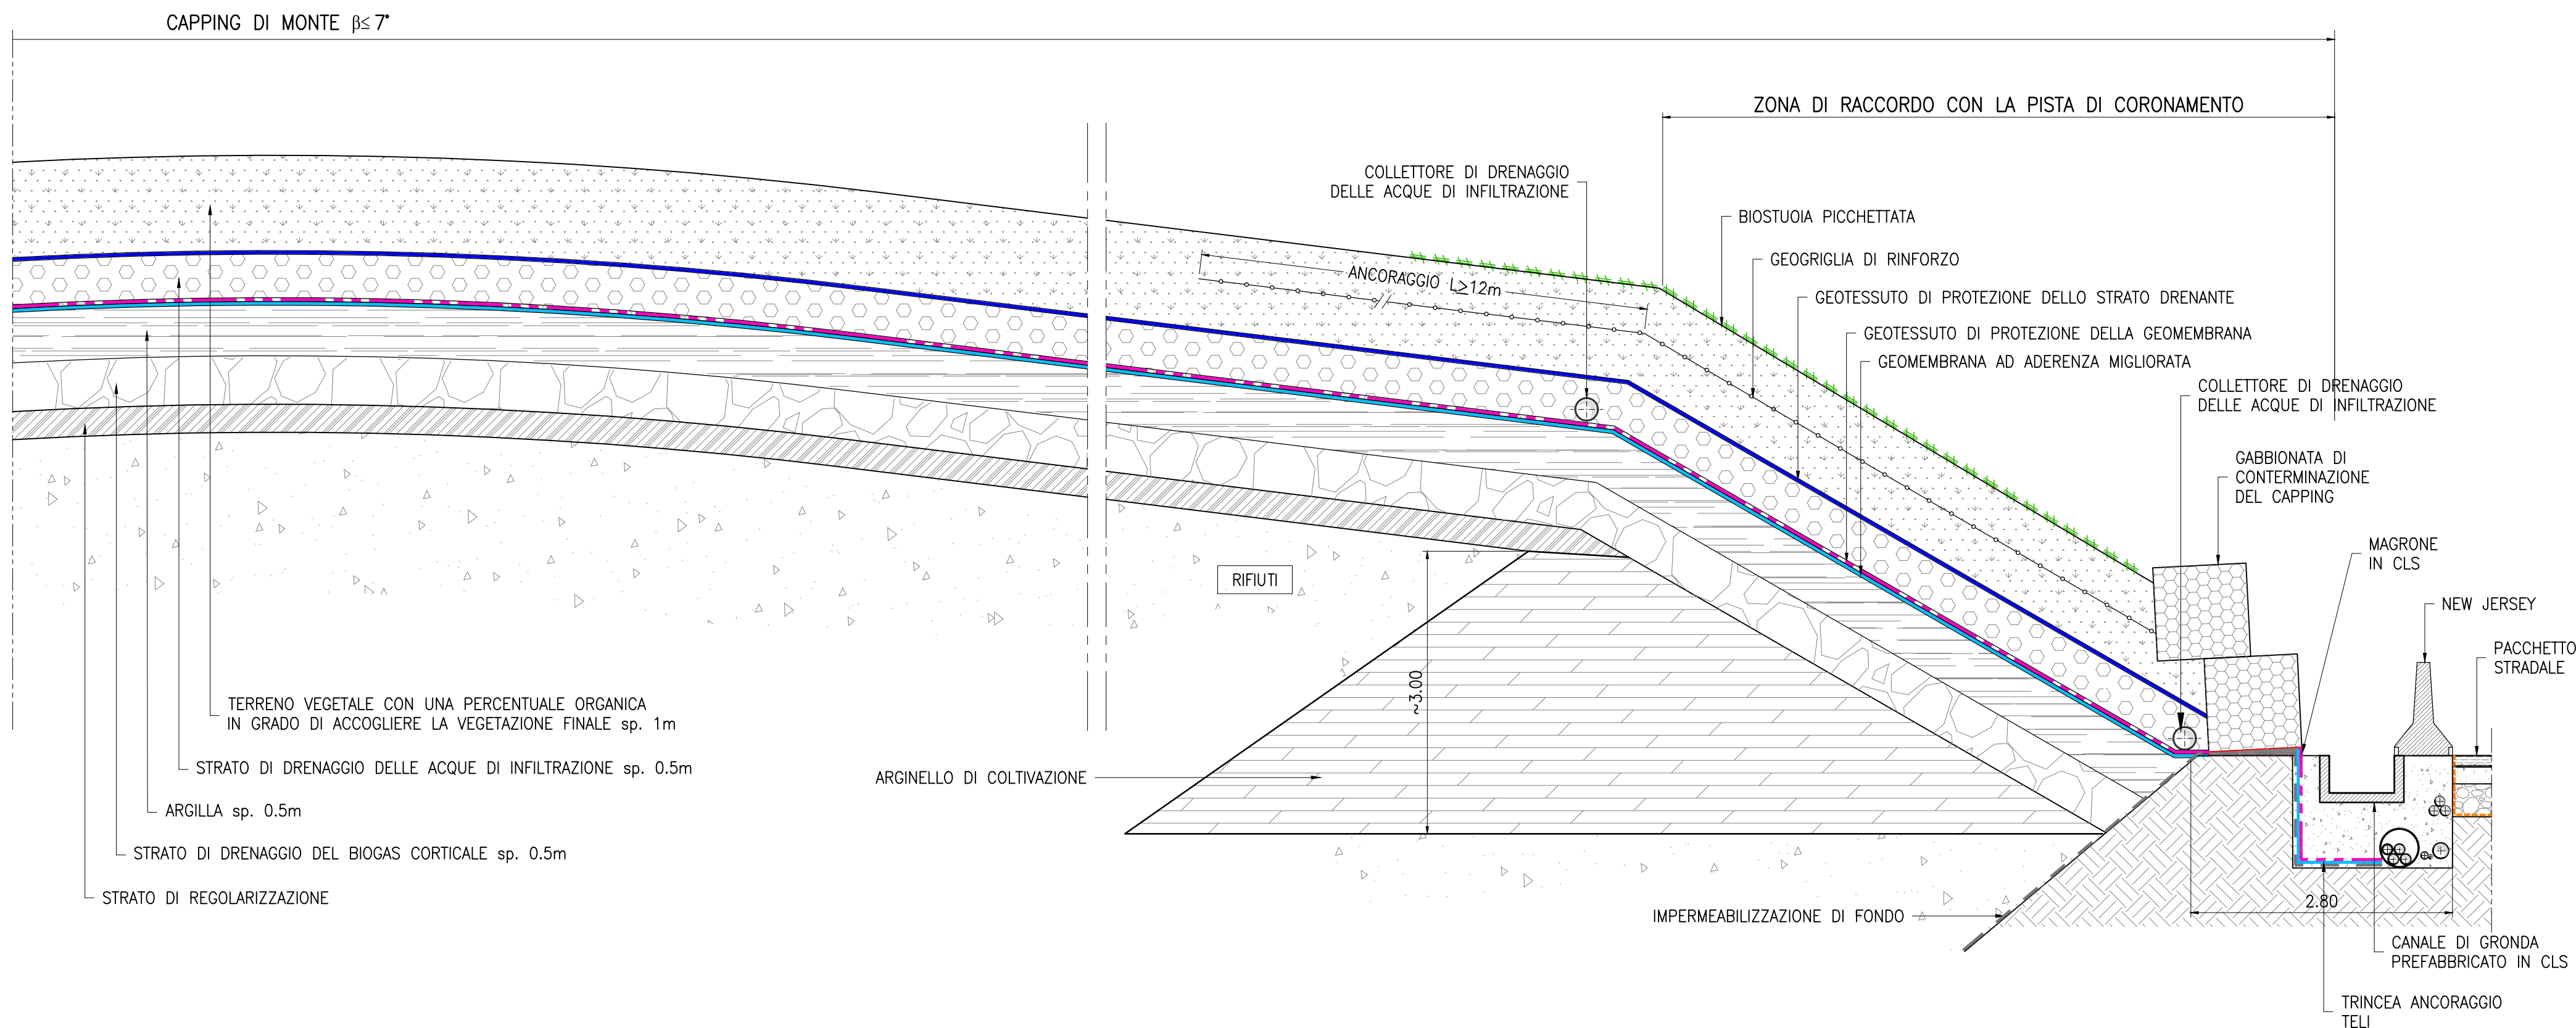 CAPPING DI MONTE β≤7°
ZONA DI RACCORDO CON LA PISTA DI CORONAMENTO
COLLETTORE DI DRENAGGIO
DELLE ACQUE DI INFILTRAZIONE
BIOSTUOIA PICCHETTATA
GEOGRIGLIA DI RINFORZO
ANCORAGGIO L≥12m
GEOTESSUTO DI PROTEZIONE DELLO STRATO DRENANTE
GEOTESSUTO DI PROTEZIONE DELLA GEOMEMBRANA
GEOMEMBRANA AD ADERENZA MIGLIORATA
COLLETTORE DI DRENAGGIO
DELLE ACQUE DI INFILTRAZIONE
GABBIONATA DI
CONTERMINAZIONE
DEL CAPPING
MAGRONE
IN CLS
NEW JERSEY
PACCHETTO
STRADALE
RIFIUTI
~3.00
TERRENO VEGETALE CON UNA PERCENTUALE ORGANICA
IN GRADO DI ACCOGLIERE LA VEGETAZIONE FINALE sp. 1m
STRATO DI DRENAGGIO DELLE ACQUE DI INFILTRAZIONE sp. 0.5m
ARGINELLO DI COLTIVAZIONE
ARGILLA sp. 0.5m
STRATO DI DRENAGGIO DEL BIOGAS CORTICALE sp. 0.5m
STRATO DI REGOLARIZZAZIONE
IMPERMEABILIZZAZIONE DI FONDO
2.80
CANALE DI GRONDA
PREFABBRICATO IN CLS
TRINCEA ANCORAGGIO
TELI